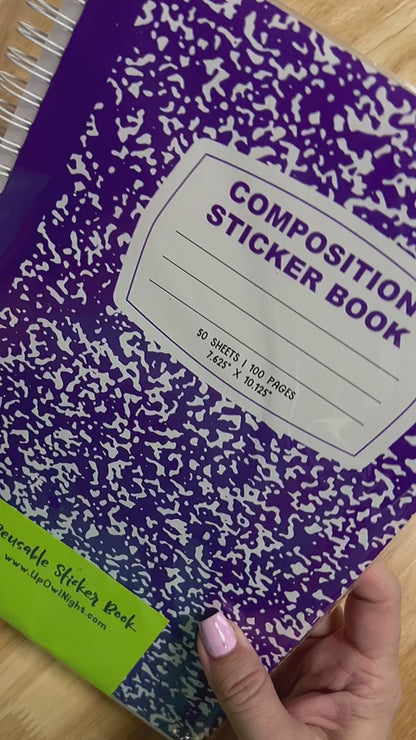 COMPOSITION
STICKER BOOK
50 SHEETS | 100 PAGES
7.625" X 10.125"
Reusable Sticker Book
www.UpOwlNight.com